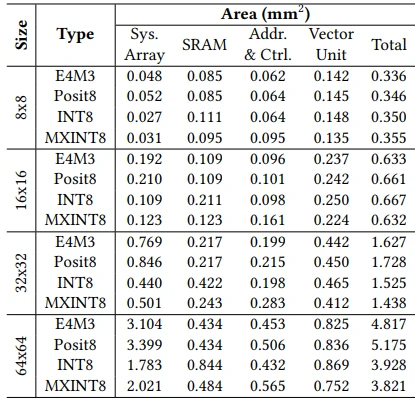 Size Type Area (mm²)
Sys. Array SRAM Addr. & Ctrl. Vector Unit Total
8x8
E4M3 0.048 0.085 0.062 0.142 0.336
Posit8 0.052 0.085 0.064 0.145 0.346
INT8 0.027 0.111 0.064 0.148 0.350
MXINT8 0.031 0.095 0.095 0.135 0.355
16x16
E4M3 0.192 0.109 0.096 0.237 0.633
Posit8 0.210 0.109 0.101 0.242 0.661
INT8 0.109 0.211 0.098 0.250 0.667
MXINT8 0.123 0.123 0.161 0.224 0.632
32x32
E4M3 0.769 0.217 0.199 0.442 1.627
Posit8 0.846 0.217 0.215 0.450 1.728
INT8 0.440 0.422 0.198 0.465 1.525
MXINT8 0.501 0.243 0.283 0.412 1.438
64x64
E4M3 3.104 0.434 0.453 0.825 4.817
Posit8 3.399 0.434 0.506 0.836 5.175
INT8 1.783 0.844 0.432 0.869 3.928
MXINT8 2.021 0.484 0.565 0.752 3.821